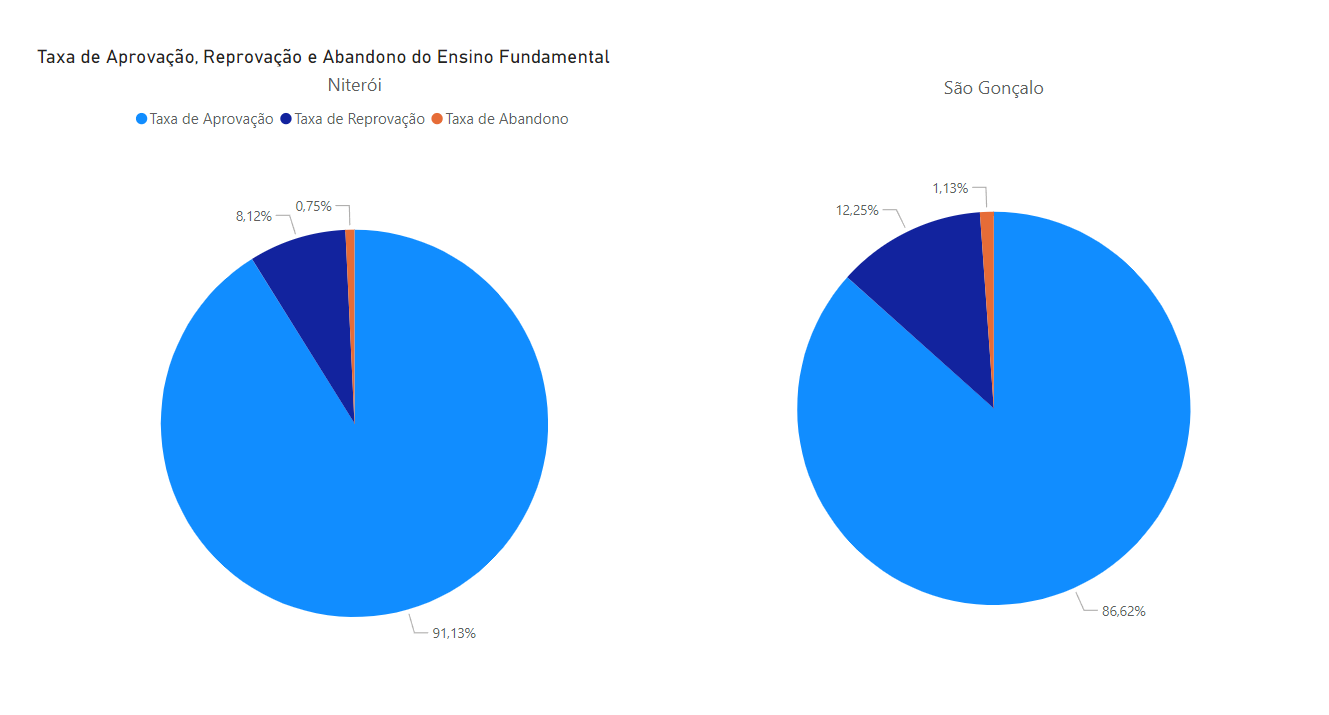 Taxa de Aprovação, Reprovação e Abandono do Ensino Fundamental
Niterói
Taxa de Aprovação Taxa de Reprovação Taxa de Abandono
0,75%
8,12%
91,13%
São Gonçalo
1,13%
12,25%
86,62%